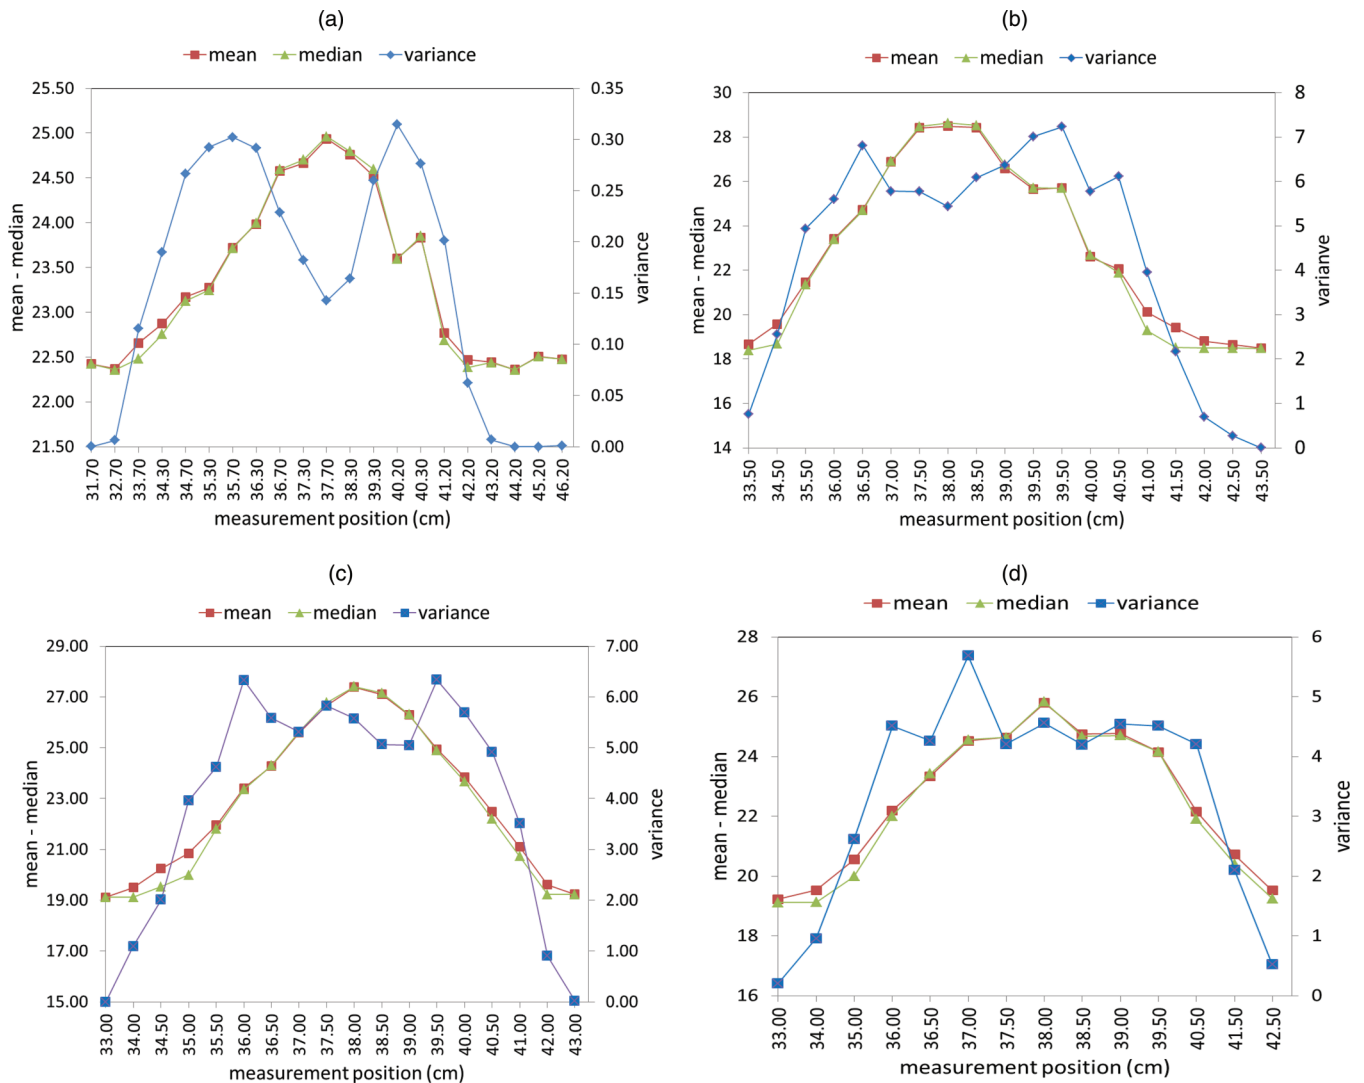 (a)
mean median variance
25.50
25.00
24.50
24.00
23.50
23.00
22.50
22.00
21.50
0.35
0.30
0.25
0.20
0.15
0.10
0.05
0.00
mean - median
variance
31.70 32.70 33.70 34.30 34.70 35.30 35.70 36.30 36.70 37.30 37.70 38.30 39.30 40.20 40.30 41.20 42.20 43.20 44.20 45.20 46.20
measurement position (cm)
(b)
mean median variance
30
28
26
24
22
20
18
16
14
8
7
6
5
4
3
2
1
0
mean - median
varianve
33.50 34.50 35.50 36.00 36.50 37.00 37.50 38.00 38.50 39.00 39.50 39.50 40.00 40.50 41.00 41.50 42.00 42.50 43.50
measurment position (cm)
(c)
mean median variance
29.00
27.00
25.00
23.00
21.00
19.00
17.00
15.00
7.00
6.00
5.00
4.00
3.00
2.00
1.00
0.00
mean - median
variance
33.00 34.00 34.50 35.00 35.50 36.00 36.50 37.00 37.50 38.00 38.50 39.00 39.50 40.00 40.50 41.00 42.00 43.00
measurement position (cm)
(d)
mean median variance
28
26
24
22
20
18
16
6
5
4
3
2
1
0
mean - median
variance
33.00 34.00 35.00 36.00 36.50 37.00 37.50 38.00 38.50 39.00 39.50 40.50 41.50 42.50
measurement position (cm)